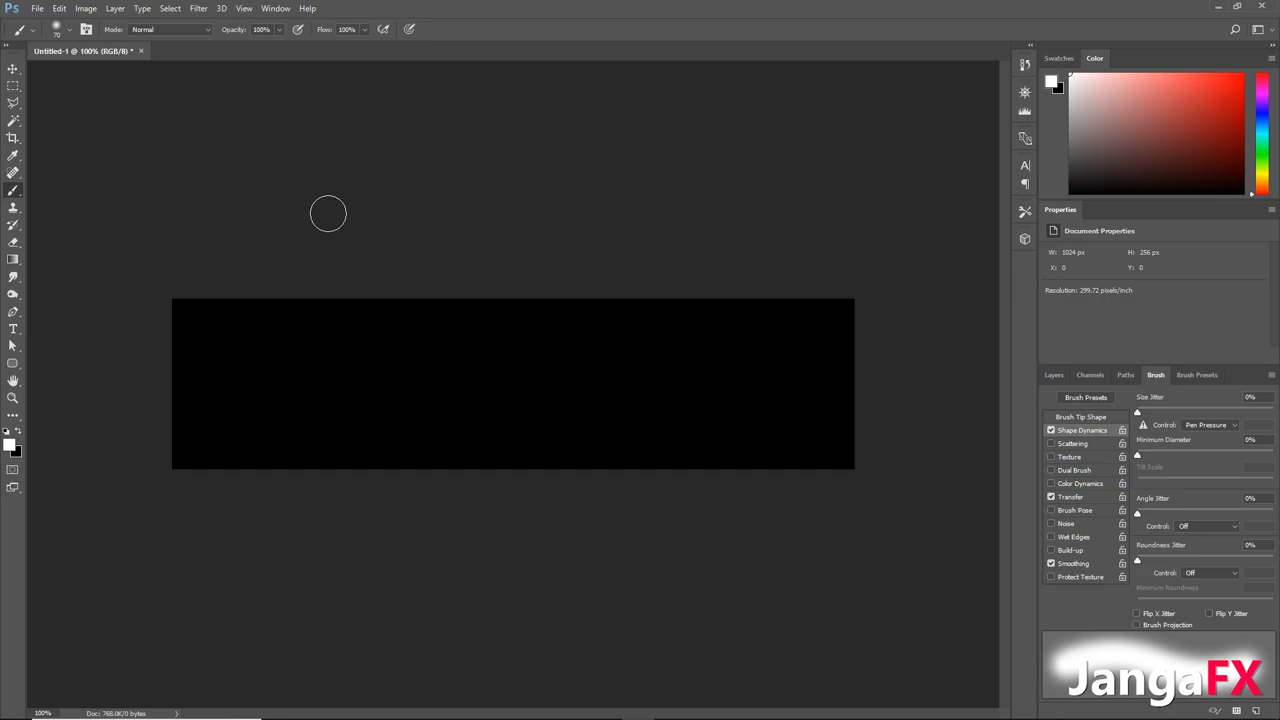 Ps File Edit Image Layer Type Select Filter 3D View Window Help
70 Mode: Normal Opacity: 100% Flow: 100%
Untitled-1 @ 100% (RGB/8) * ×
Swatches Color
Properties
Document Properties
W: 1024 px H: 256 px
X: 0 Y: 0
Resolution: 299.72 pixels/inch
Layers Channels Paths Brush Brush Presets
Brush Presets
Brush Tip Shape
Shape Dynamics
Scattering
Texture
Dual Brush
Color Dynamics
Transfer
Brush Pose
Noise
Wet Edges
Build-up
Smoothing
Protect Texture
Size Jitter 0%
Control: Pen Pressure
Minimum Diameter 0%
Tilt Scale
Angle Jitter 0%
Control: Off
Roundness Jitter 0%
Control: Off
Minimum Roundness
Flip X Jitter Flip Y Jitter
Brush Projection
JangaFX
100% Doc: 768.0K/0 bytes